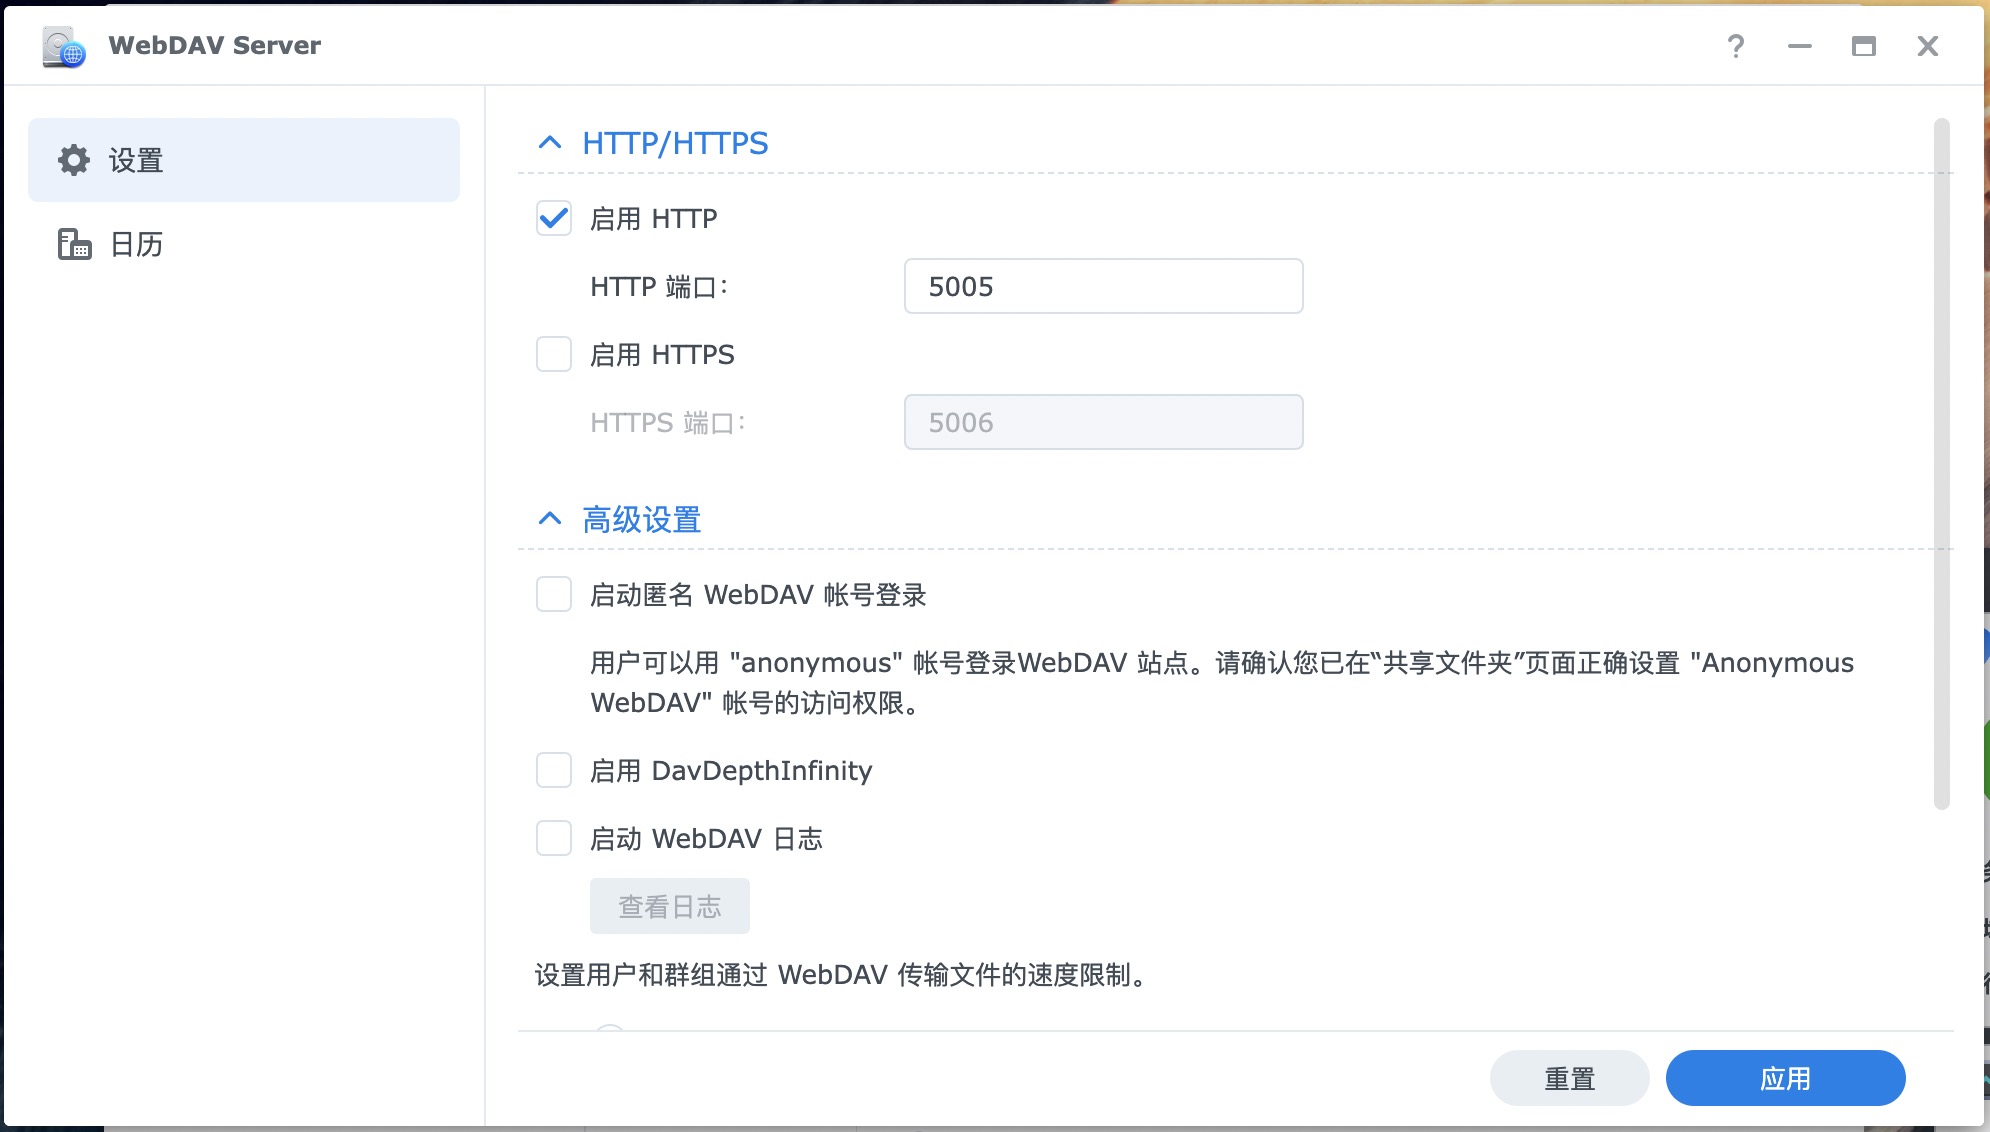 WebDAV Server
设置
日历
HTTP/HTTPS
启用 HTTP
HTTP 端口：
5005
启用 HTTPS
HTTPS 端口：
5006
高级设置
启动匿名 WebDAV 帐号登录
用户可以用 "anonymous" 帐号登录WebDAV 站点。请确认您已在“共享文件夹”页面正确设置 "Anonymous
WebDAV" 帐号的访问权限。
启用 DavDepthInfinity
启动 WebDAV 日志
查看日志
设置用户和群组通过 WebDAV 传输文件的速度限制。
重置
应用